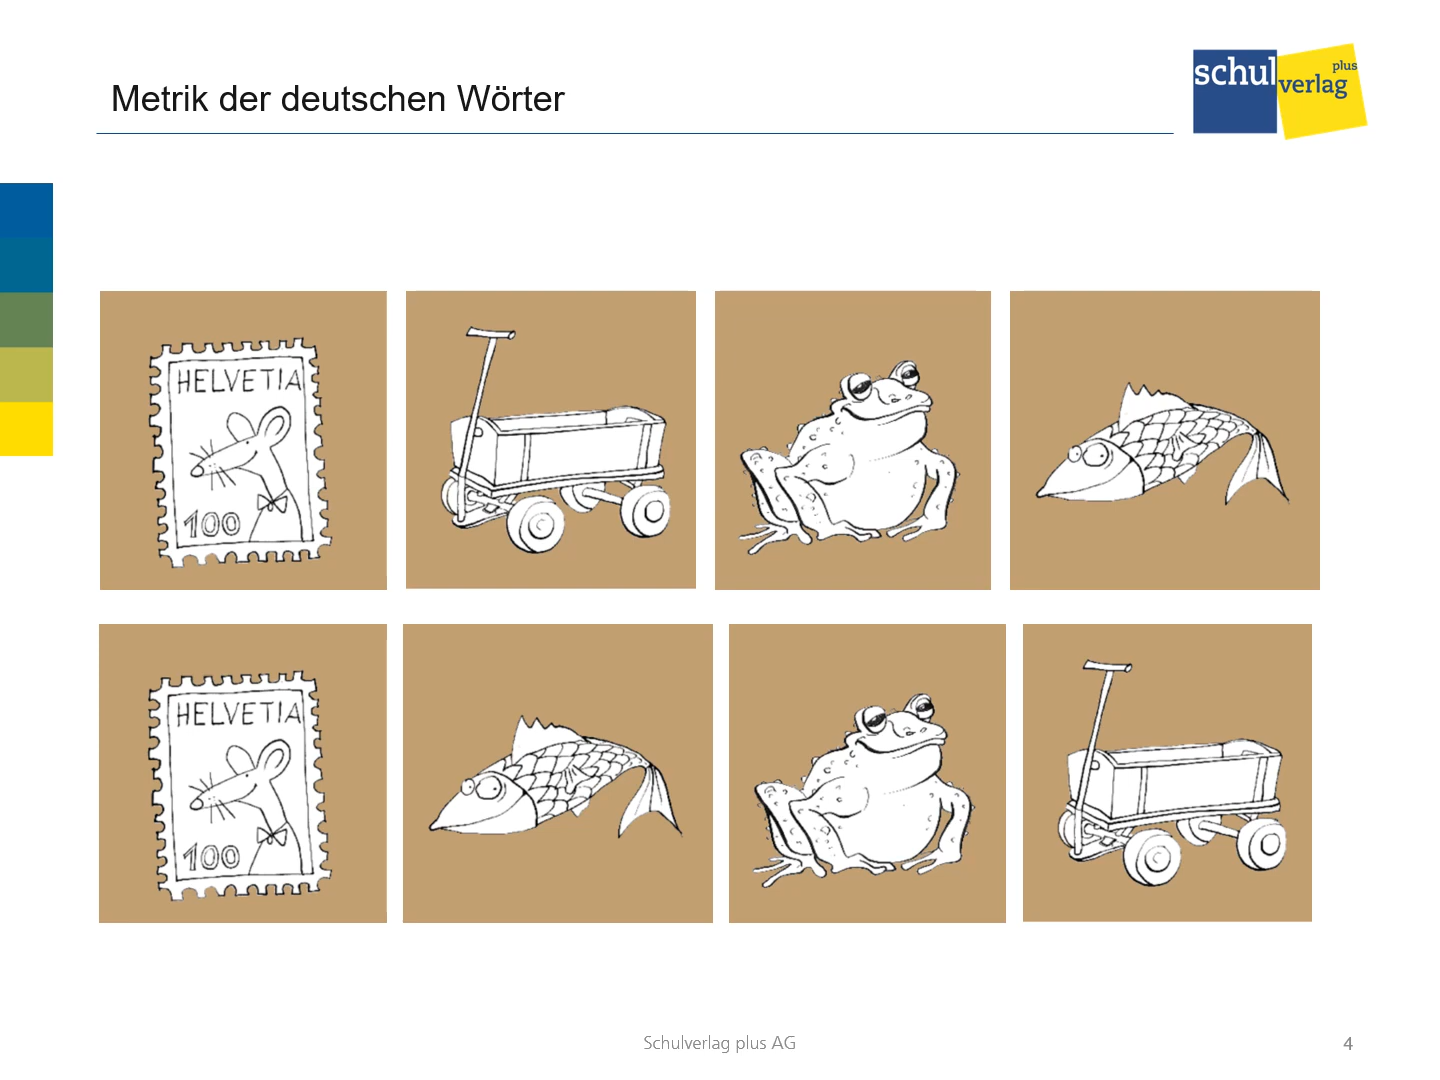 Metrik der deutschen Wörter
schul
plus
verlag
HELVETIA
100
HELVETIA
100
Schulverlag plus AG
4